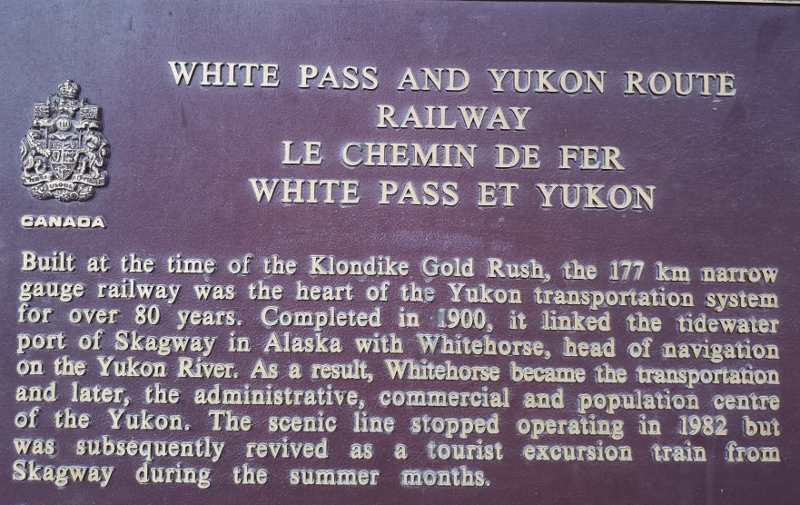 WHITE PASS AND YUKON ROUTE
RAILWAY
LE CHEMIN DE FER
WHITE PASS ET YUKON
CANADA
Built at the time of the Klondike Gold Rush, the 177 km narrow
gauge railway was the heart of the Yukon transportation system
for over 80 years. Completed in 1900, it linked the tidewater
port of Skagway in Alaska with Whitehorse, head of navigation
on the Yukon River. As a result, Whitehorse became the transportation
and later, the administrative, commercial and population centre
of the Yukon. The scenic line stopped operating in 1982 but
was subsequently revived as a tourist excursion train from
Skagway during the summer months.